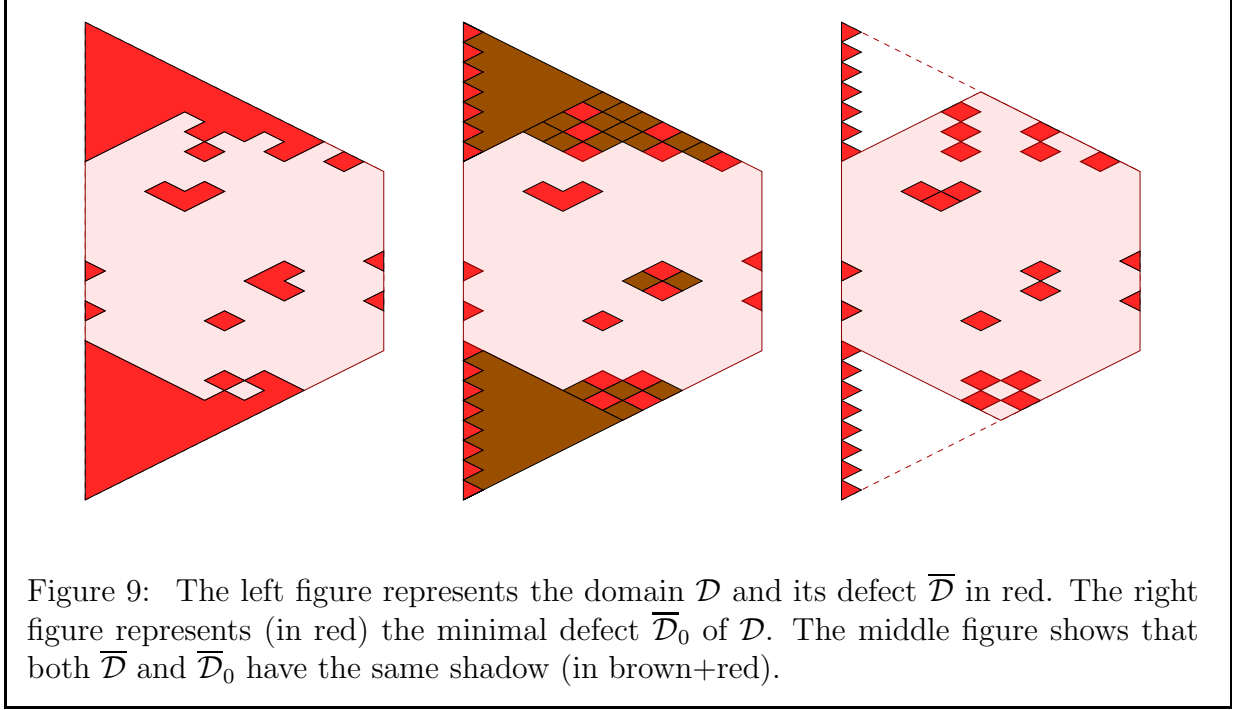 Figure 9: The left figure represents the domain 𝒟 and its defect 𝒟̅ in red. The right
figure represents (in red) the minimal defect 𝒟̅₀ of 𝒟. The middle figure shows that
both 𝒟̅ and 𝒟̅₀ have the same shadow (in brown+red).